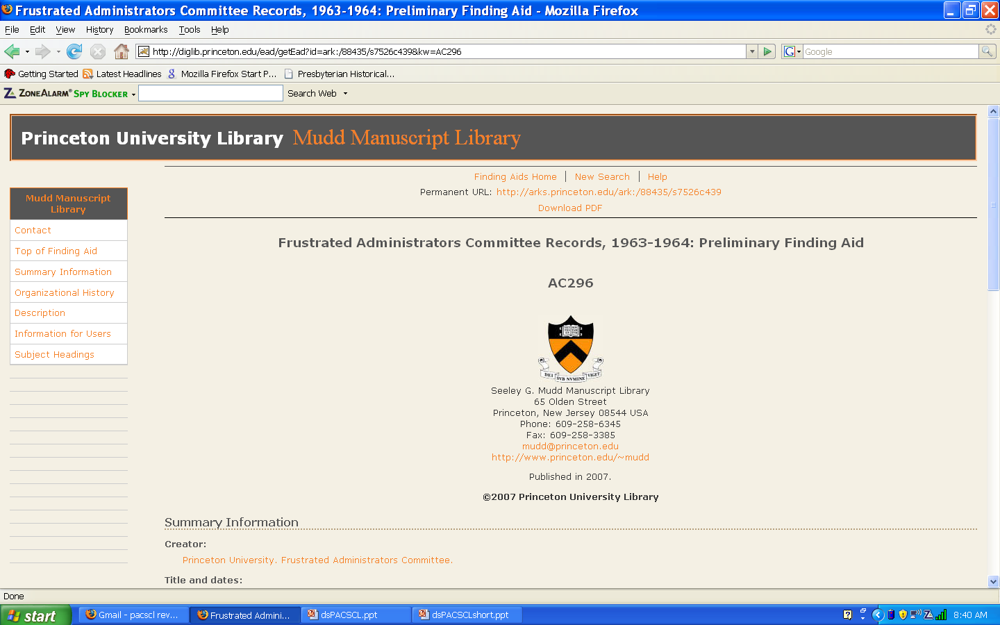 Frustrated Administrators Committee Records, 1963-1964: Preliminary Finding Aid - Mozilla Firefox
File Edit View History Bookmarks Tools Help
http://diglib.princeton.edu/ead/getEad?id=ark:/88435/s7526c439&kw=AC296
G Google
Getting Started Latest Headlines Mozilla Firefox Start P... Presbyterian Historical...
ZONEALARM® SPY BLOCKER Search Web
Princeton University Library Mudd Manuscript Library
Finding Aids Home | New Search | Help
Permanent URL: http://arks.princeton.edu/ark:/88435/s7526c439
Download PDF
Mudd Manuscript
Library
Contact
Top of Finding Aid
Summary Information
Organizational History
Description
Information for Users
Subject Headings
Frustrated Administrators Committee Records, 1963-1964: Preliminary Finding Aid
AC296
DEI SVB NVMINE VIGET
Seeley G. Mudd Manuscript Library
65 Olden Street
Princeton, New Jersey 08544 USA
Phone: 609-258-6345
Fax: 609-258-3385
mudd@princeton.edu
http://www.princeton.edu/~mudd
Published in 2007.
©2007 Princeton University Library
Summary Information
Creator:
Princeton University. Frustrated Administrators Committee.
Title and dates:
Done
start Gmail - pacscl rev... Frustrated Admini... dsPACSCL.ppt dsPACSCLshort.ppt 8:40 AM